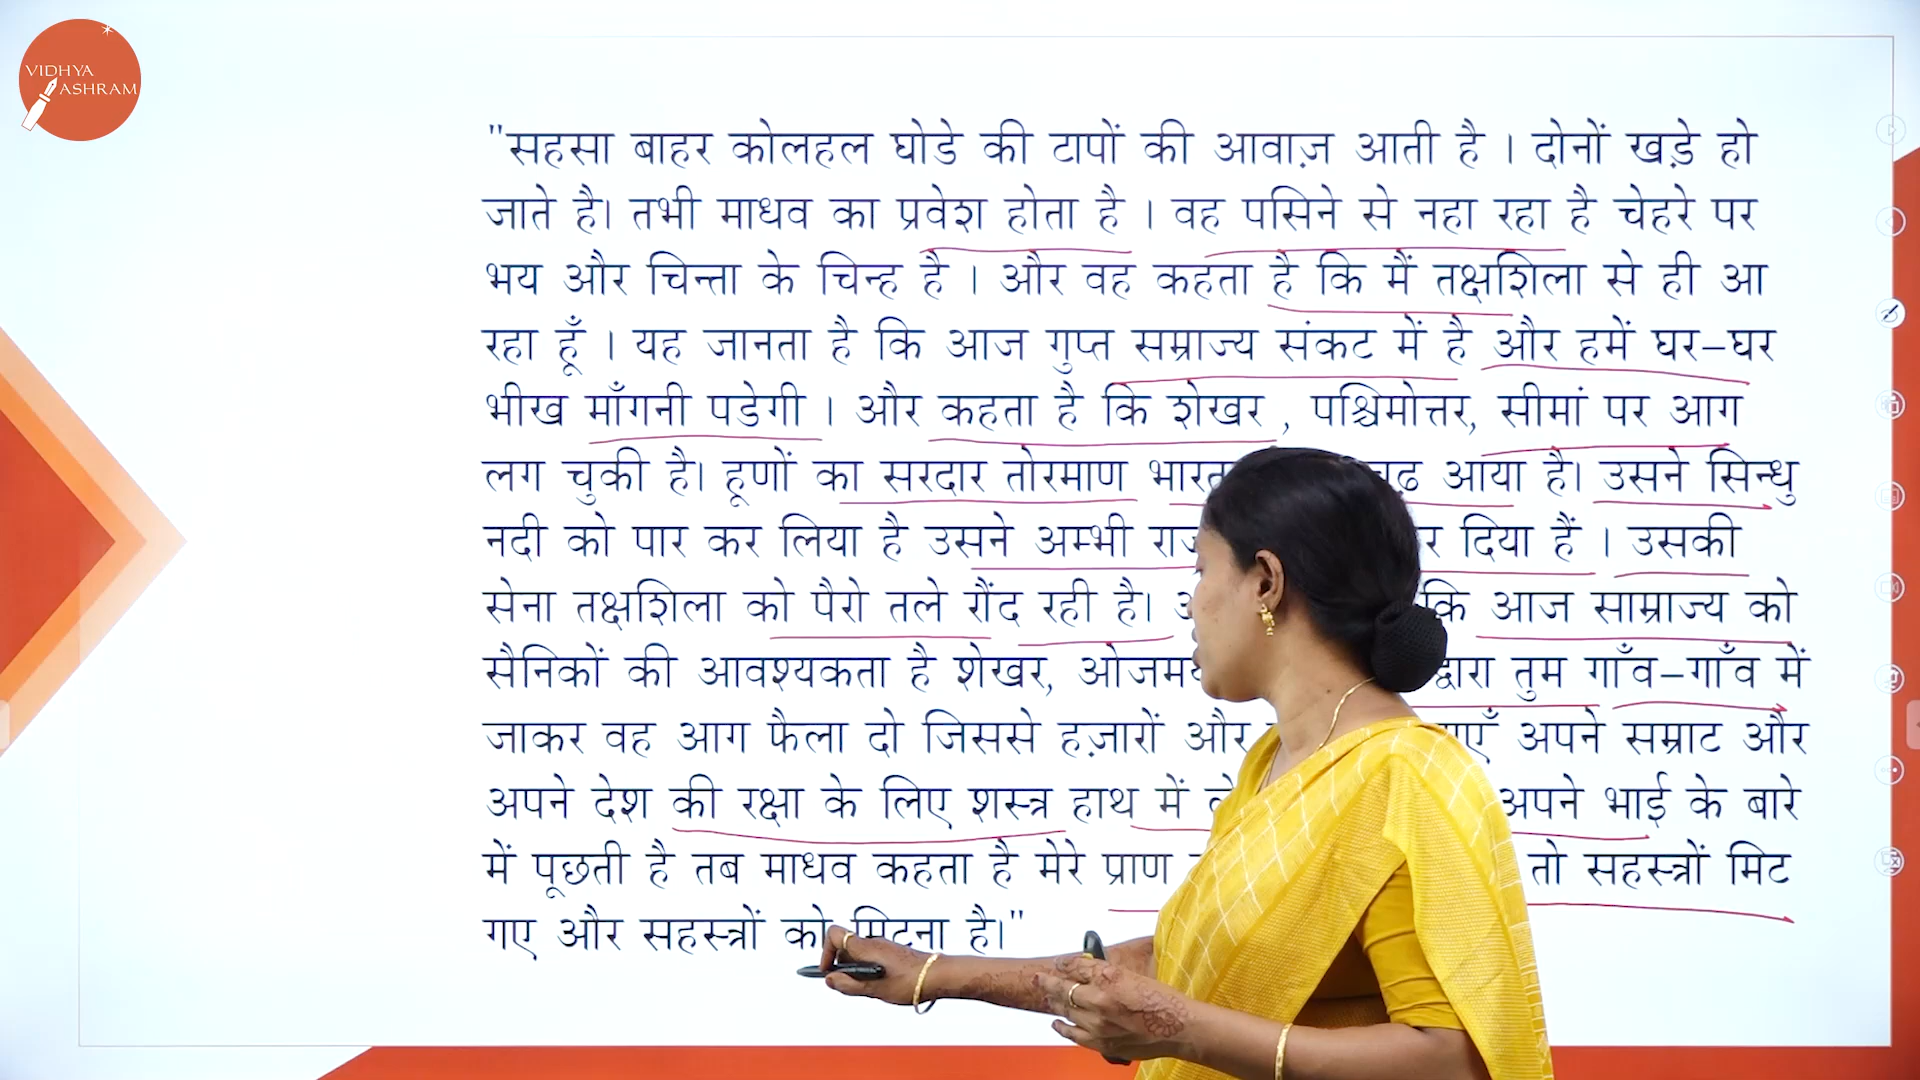 VIDHYA
ASHRAM
"सहसा बाहर कोलहल घोडे की टापों की आवाज़ आती है । दोनों खड़े हो
जाते है। तभी माधव का प्रवेश होता है । वह पसिने से नहा रहा है चेहरे पर
भय और चिन्ता के चिन्ह है । और वह कहता है कि मैं तक्षशिला से ही आ
रहा हूँ । यह जानता है कि आज गुप्त सम्राज्य संकट में है और हमें घर–घर
भीख माँगनी पडेगी । और कहता है कि शेखर , पश्चिमोत्तर, सीमां पर आग
लग चुकी है। हूणों का सरदार तोरमाण आया है। उसने सिन्धु
नदी को पार कर लिया है उसने अम्भी दिया हैं । उसकी
सेना तक्षशिला को पैरो तले रौंद रही है। कि आज साम्राज्य को
सैनिकों की आवश्यकता है शेखर, द्वारा तुम गाँव–गाँव में
जाकर वह आग फैला दो जिससे हज़ारों और अपने सम्राट और
अपने देश की रक्षा के लिए शस्त्र हाथ में अपने भाई के बारे
में पूछती है तब माधव कहता है मेरे प्राण तो सहस्त्रों मिट
गए और सहस्त्रों को मिटना है।"